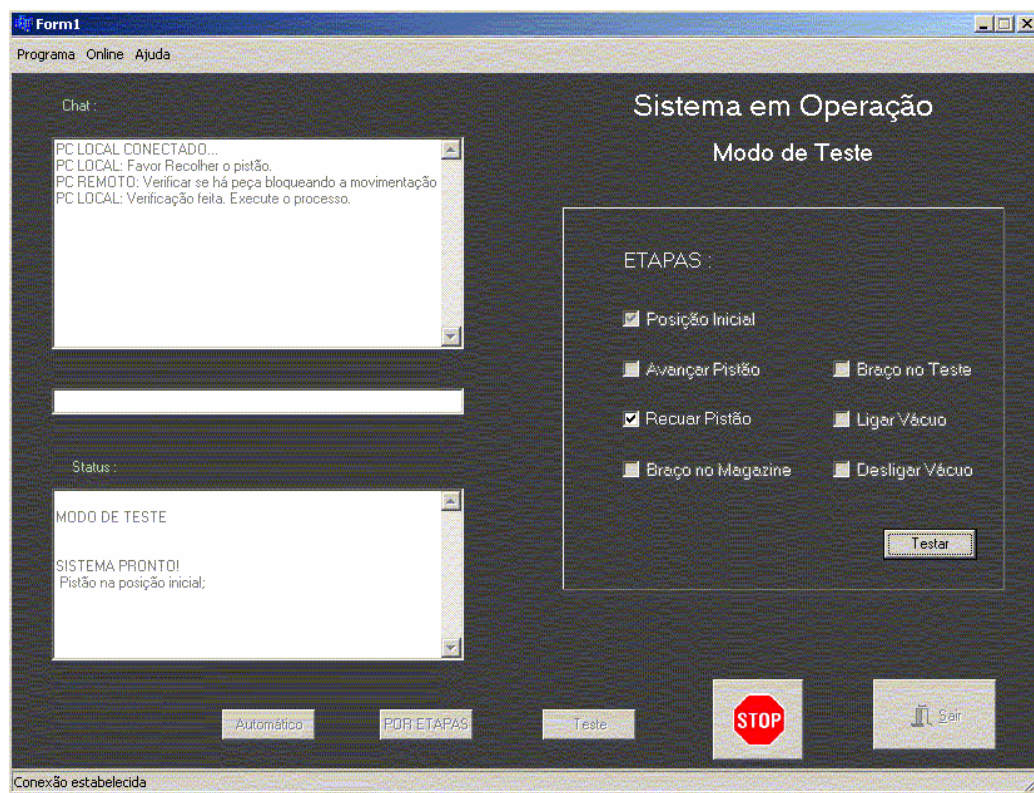 Form1
Programa Online Ajuda
Chat :
PC LOCAL CONECTADO...
PC LOCAL: Favor Recolher o pistão.
PC REMOTO: Verificar se há peça bloqueando a movimentação
PC LOCAL: Verificação feita. Execute o processo.
Status :
MODO DE TESTE
SISTEMA PRONTO!
Pistão na posição inicial;
Sistema em Operação
Modo de Teste
ETAPAS :
Posição Inicial
Avançar Pistão
Braço no Teste
Recuar Pistão
Ligar Vácuo
Braço no Magazine
Desligar Vácuo
Testar
Automático
POR ETAPAS
Teste
STOP
Sair
Conexão estabelecida